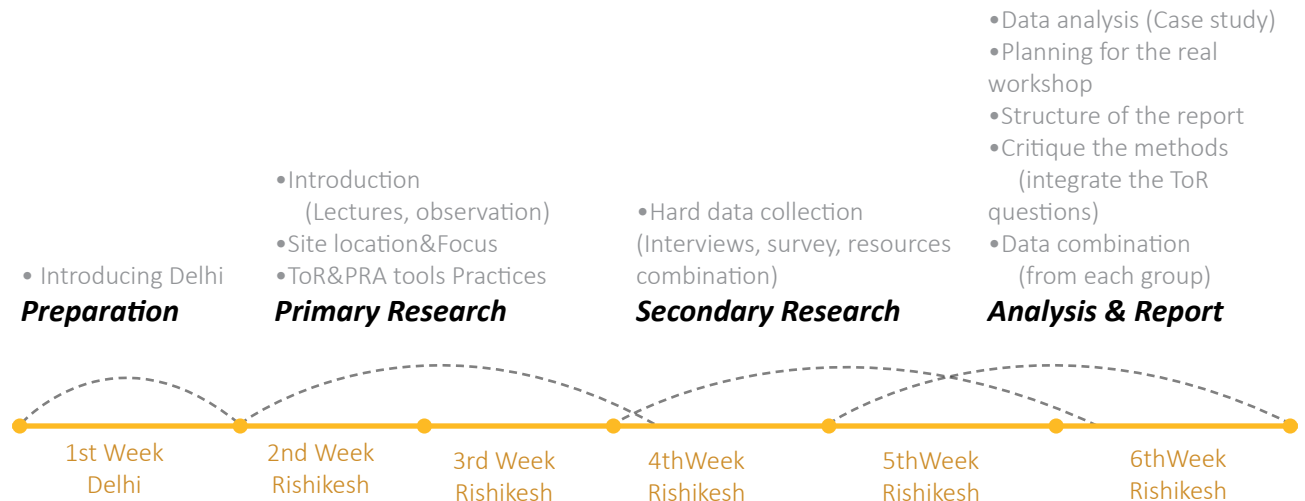 • Introducing Delhi
Preparation
•Introduction
(Lectures, observation)
•Site location&Focus
•ToR&PRA tools Practices
Primary Research
•Hard data collection
(Interviews, survey, resources
combination)
Secondary Research
•Data analysis (Case study)
•Planning for the real
workshop
•Structure of the report
•Critique the methods
(integrate the ToR
questions)
•Data combination
(from each group)
Analysis & Report
1st Week
Delhi
2nd Week
Rishikesh
3rd Week
Rishikesh
4thWeek
Rishikesh
5thWeek
Rishikesh
6thWeek
Rishikesh